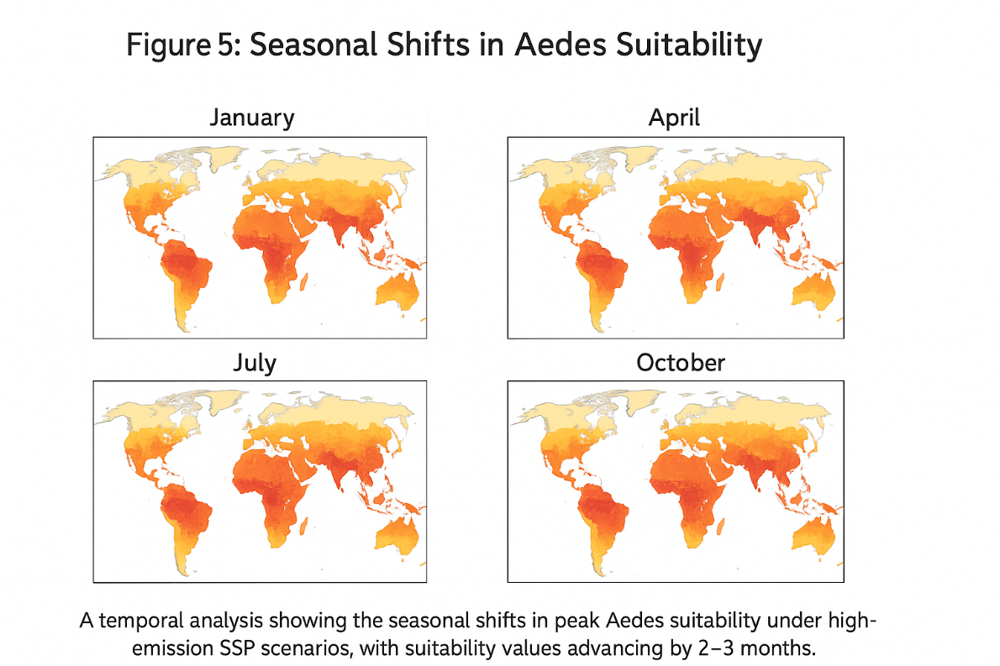 Figure 5: Seasonal Shifts in Aedes Suitability
January
April
July
October
A temporal analysis showing the seasonal shifts in peak Aedes suitability under high-
emission SSP scenarios, with suitability values advancing by 2–3 months.